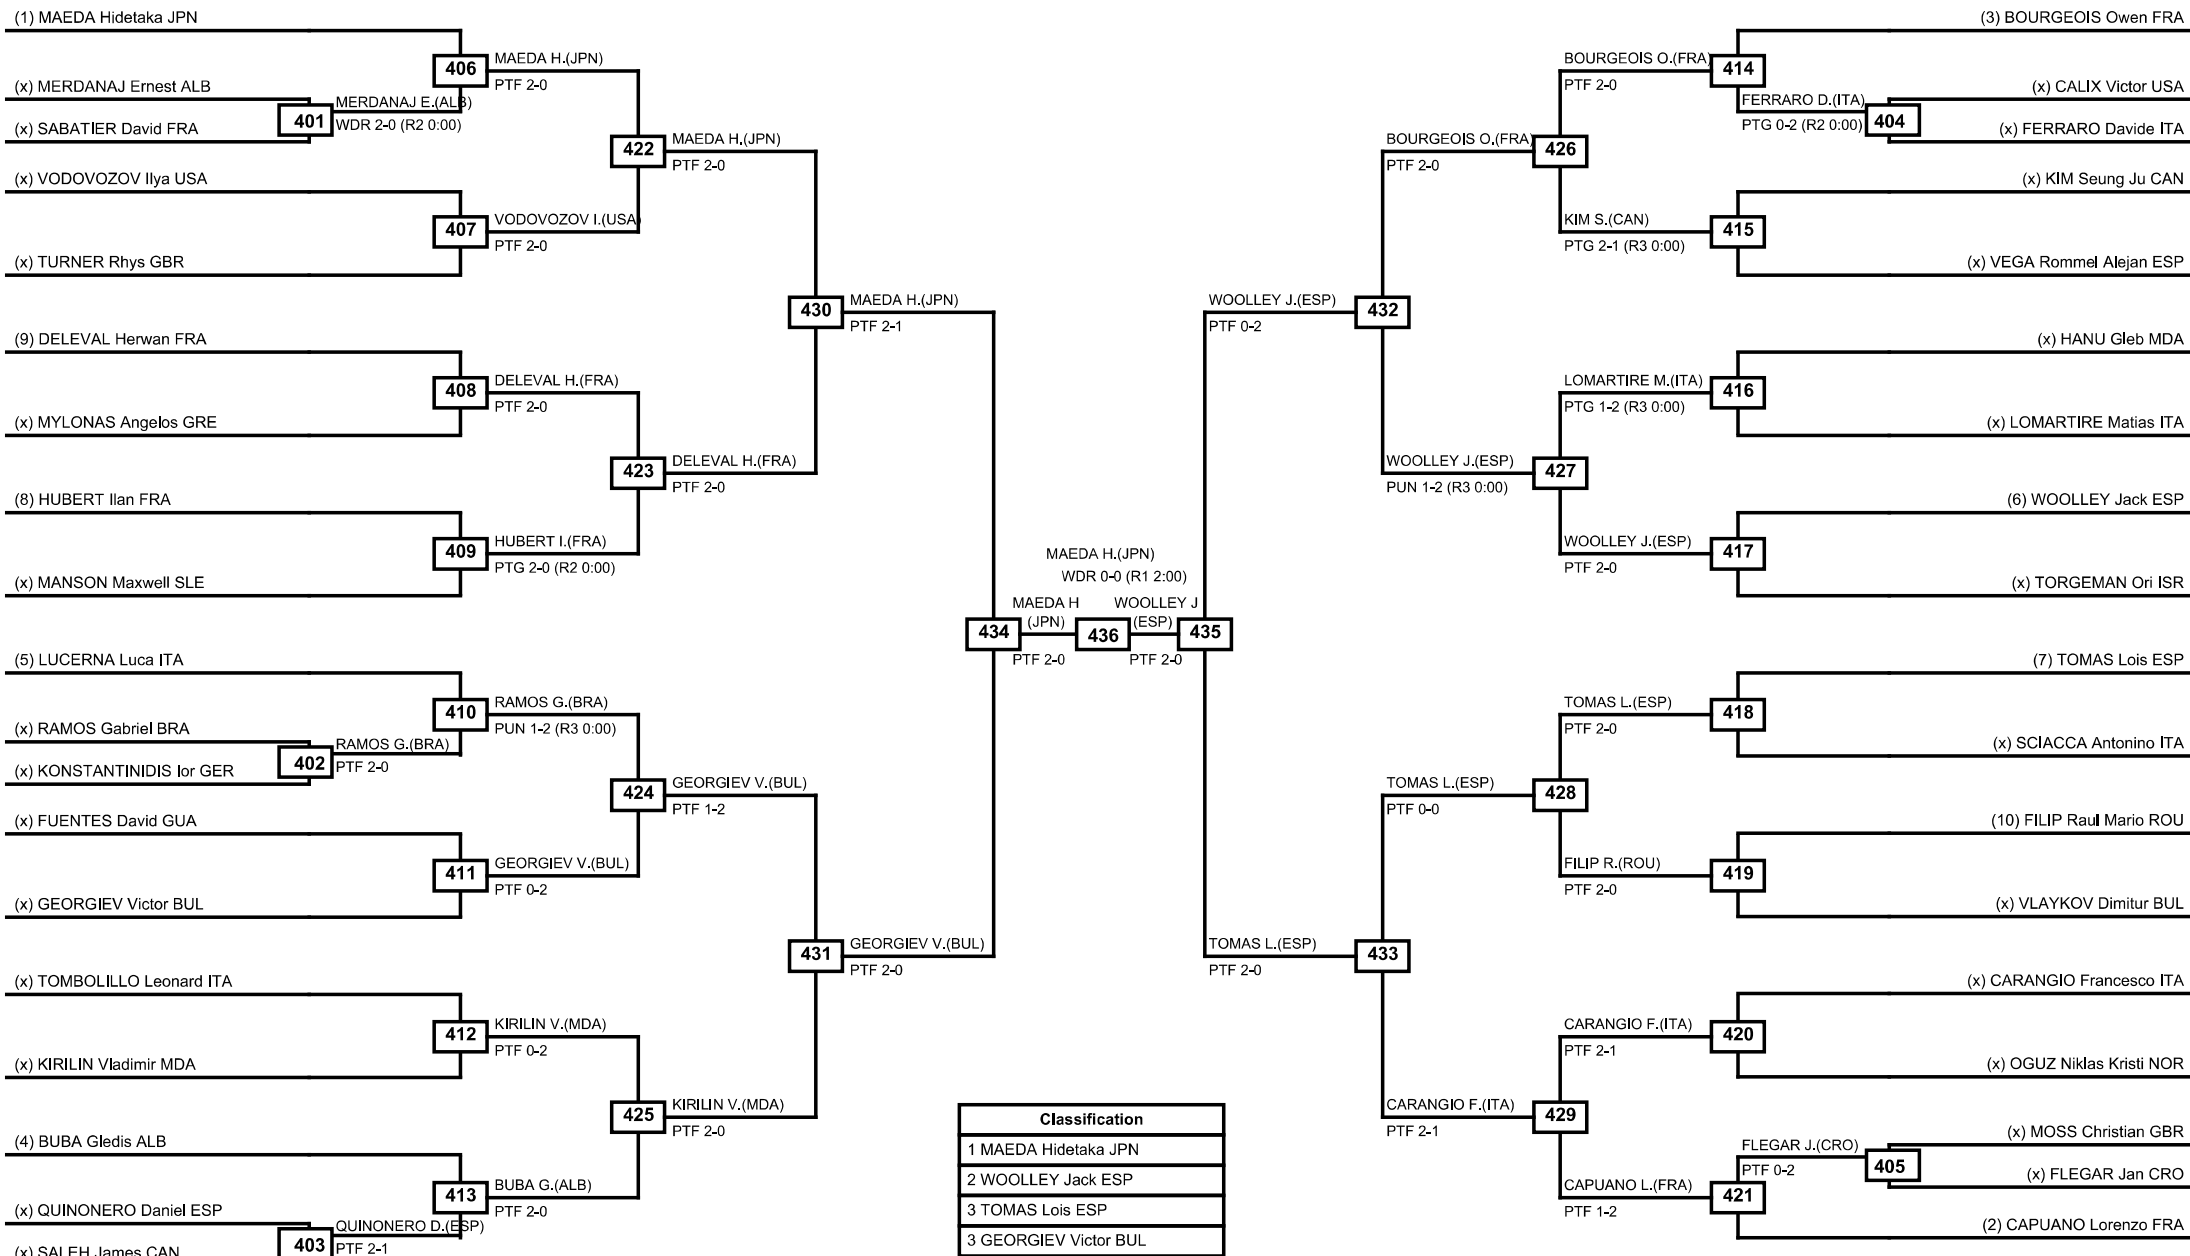 (1) MAEDA Hidetaka JPN
406
MAEDA H.(JPN)
PTF 2-0
(x) MERDANAJ Ernest ALB
401
MERDANAJ E.(ALB)
WDR 2-0 (R2 0:00)
(x) SABATIER David FRA
422
MAEDA H.(JPN)
PTF 2-0
(x) VODOVOZOV Ilya USA
407
VODOVOZOV I.(USA)
PTF 2-0
(x) TURNER Rhys GBR
430
MAEDA H.(JPN)
PTF 2-1
(9) DELEVAL Herwan FRA
408
DELEVAL H.(FRA)
PTF 2-0
(x) MYLONAS Angelos GRE
423
DELEVAL H.(FRA)
PTF 2-0
(8) HUBERT Ilan FRA
409
HUBERT I.(FRA)
PTG 2-0 (R2 0:00)
(x) MANSON Maxwell SLE
434
MAEDA H
(JPN)
PTF 2-0
(5) LUCERNA Luca ITA
410
RAMOS G.(BRA)
PUN 1-2 (R3 0:00)
(x) RAMOS Gabriel BRA
402
RAMOS G.(BRA)
PTF 2-0
(x) KONSTANTINIDIS Ior GER
424
GEORGIEV V.(BUL)
PTF 1-2
(x) FUENTES David GUA
411
GEORGIEV V.(BUL)
PTF 0-2
(x) GEORGIEV Victor BUL
431
GEORGIEV V.(BUL)
PTF 2-0
(x) TOMBOLILLO Leonard ITA
412
KIRILIN V.(MDA)
PTF 0-2
(x) KIRILIN Vladimir MDA
425
KIRILIN V.(MDA)
PTF 2-0
(4) BUBA Gledis ALB
413
BUBA G.(ALB)
PTF 2-0
(x) QUINONERO Daniel ESP
403
QUINONERO D.(ESP)
PTF 2-1
(x) SALEH James CAN
MAEDA H.(JPN)
WDR 0-0 (R1 2:00)
436
WOOLLEY J
(ESP)
PTF 2-0
435
(3) BOURGEOIS Owen FRA
BOURGEOIS O.(FRA)
PTF 2-0
414
(x) CALIX Victor USA
FERRARO D.(ITA)
PTG 0-2 (R2 0:00)
404
(x) FERRARO Davide ITA
BOURGEOIS O.(FRA)
PTF 2-0
426
(x) KIM Seung Ju CAN
KIM S.(CAN)
PTG 2-1 (R3 0:00)
415
(x) VEGA Rommel Alejan ESP
WOOLLEY J.(ESP)
PTF 0-2
432
(x) HANU Gleb MDA
LOMARTIRE M.(ITA)
PTG 1-2 (R3 0:00)
416
(x) LOMARTIRE Matias ITA
WOOLLEY J.(ESP)
PUN 1-2 (R3 0:00)
427
(6) WOOLLEY Jack ESP
WOOLLEY J.(ESP)
PTF 2-0
417
(x) TORGEMAN Ori ISR
(7) TOMAS Lois ESP
TOMAS L.(ESP)
PTF 2-0
418
(x) SCIACCA Antonino ITA
TOMAS L.(ESP)
PTF 0-0
428
(10) FILIP Raul Mario ROU
FILIP R.(ROU)
PTF 2-0
419
(x) VLAYKOV Dimitur BUL
TOMAS L.(ESP)
PTF 2-0
433
(x) CARANGIO Francesco ITA
CARANGIO F.(ITA)
PTF 2-1
420
(x) OGUZ Niklas Kristi NOR
CARANGIO F.(ITA)
PTF 2-1
429
(x) MOSS Christian GBR
FLEGAR J.(CRO)
PTF 0-2
405
(x) FLEGAR Jan CRO
CAPUANO L.(FRA)
PTF 1-2
421
(2) CAPUANO Lorenzo FRA
Classification
1 MAEDA Hidetaka JPN
2 WOOLLEY Jack ESP
3 TOMAS Lois ESP
3 GEORGIEV Victor BUL